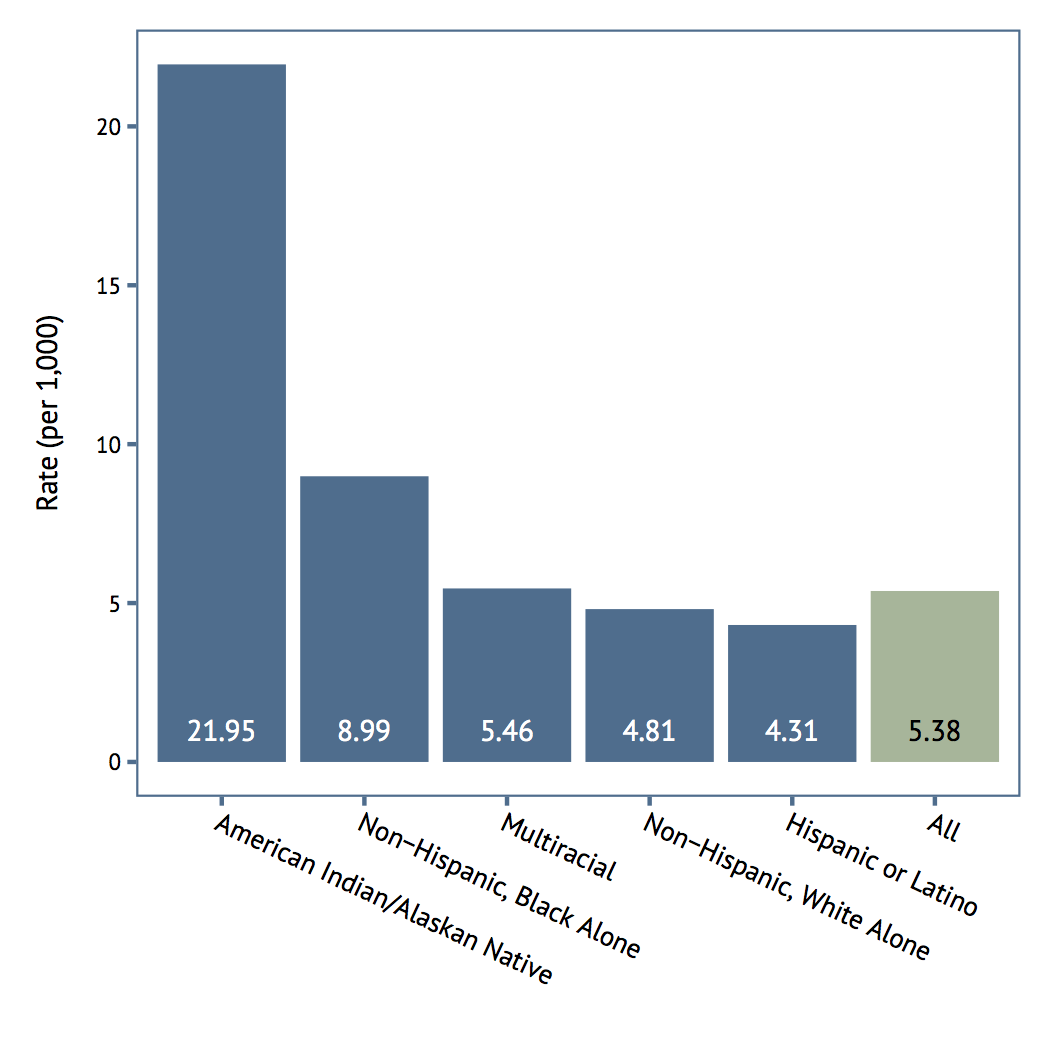 Rate (per 1,000)
20
15
10
5
0
21.95
8.99
5.46
4.81
4.31
5.38
American Indian/Alaskan Native
Non-Hispanic, Black Alone
Multiracial
Non-Hispanic, White Alone
Hispanic or Latino
All